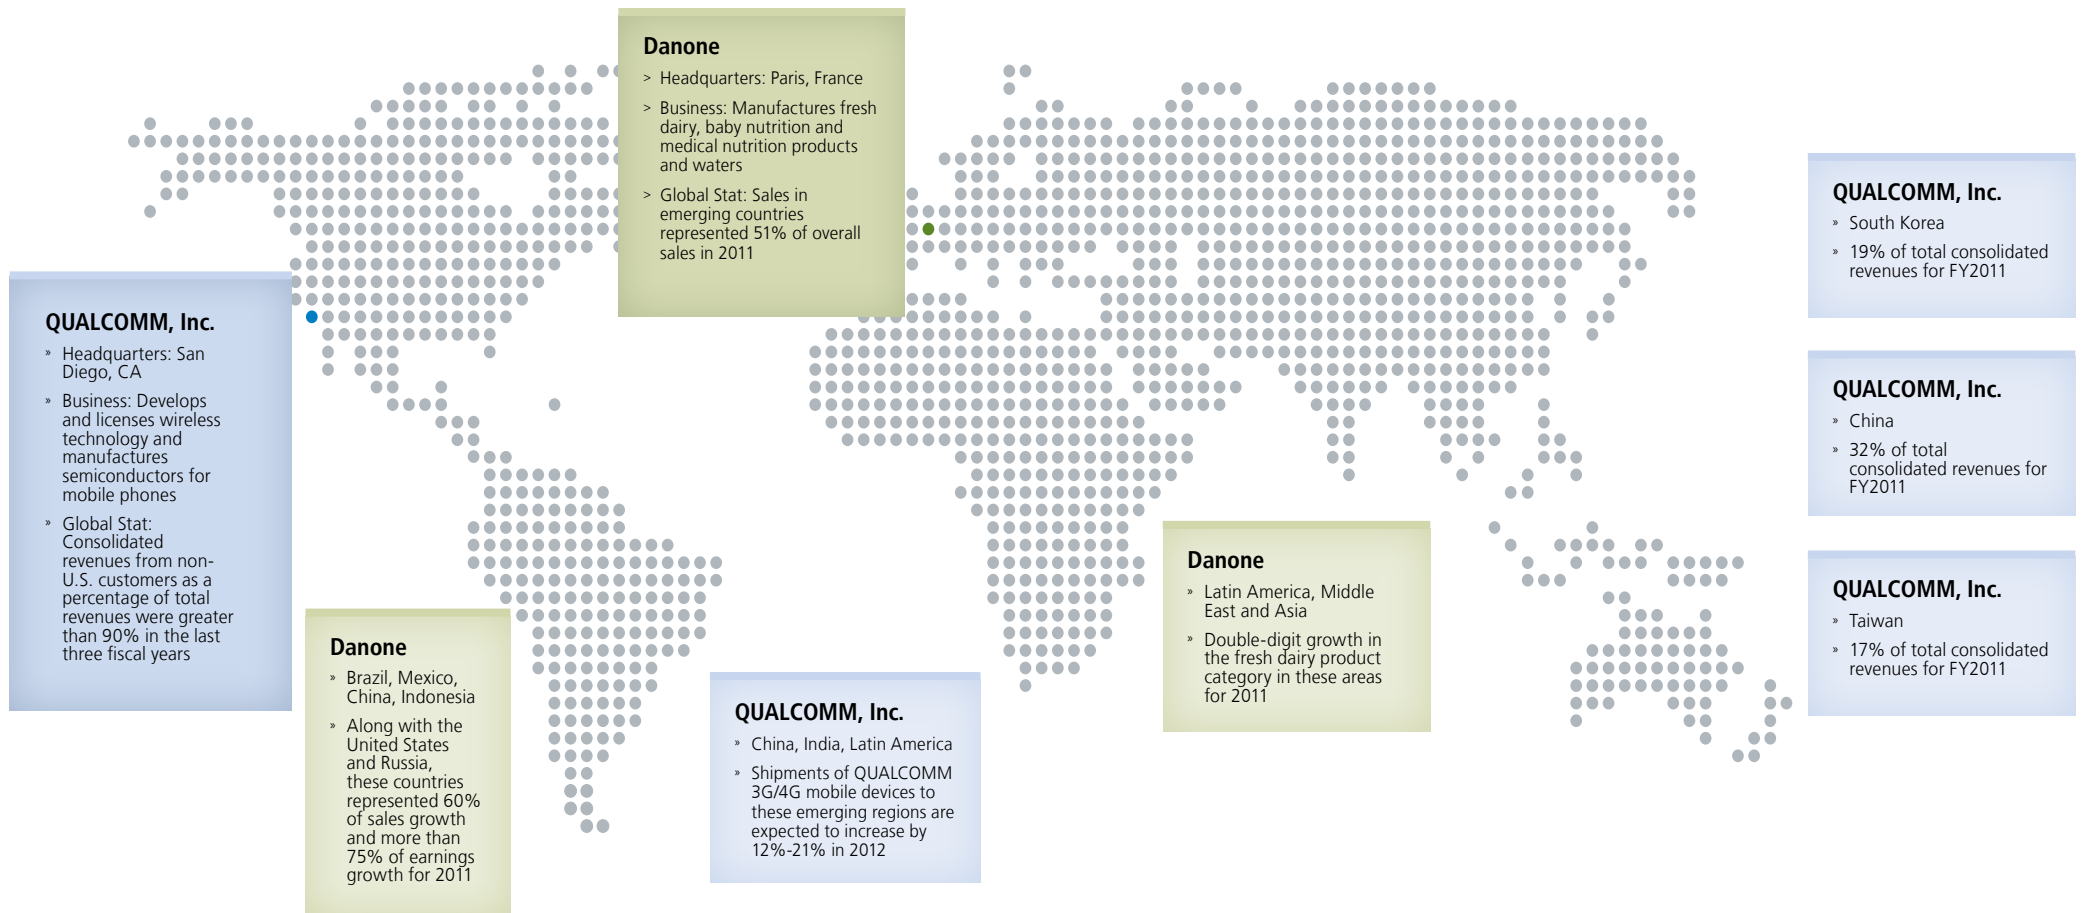 Danone
> Headquarters: Paris, France
> Business: Manufactures fresh
dairy, baby nutrition and
medical nutrition products
and waters
> Global Stat: Sales in
emerging countries
represented 51% of overall
sales in 2011
QUALCOMM, Inc.
» Headquarters: San
Diego, CA
» Business: Develops
and licenses wireless
technology and
manufactures
semiconductors for
mobile phones
» Global Stat:
Consolidated
revenues from non-
U.S. customers as a
percentage of total
revenues were greater
than 90% in the last
three fiscal years
Danone
» Brazil, Mexico,
China, Indonesia
» Along with the
United States
and Russia,
these countries
represented 60%
of sales growth
and more than
75% of earnings
growth for 2011
QUALCOMM, Inc.
» China, India, Latin America
» Shipments of QUALCOMM
3G/4G mobile devices to
these emerging regions are
expected to increase by
12%-21% in 2012
Danone
» Latin America, Middle
East and Asia
» Double-digit growth in
the fresh dairy product
category in these areas
for 2011
QUALCOMM, Inc.
» South Korea
» 19% of total consolidated
revenues for FY2011
QUALCOMM, Inc.
» China
» 32% of total
consolidated revenues for
FY2011
QUALCOMM, Inc.
» Taiwan
» 17% of total consolidated
revenues for FY2011